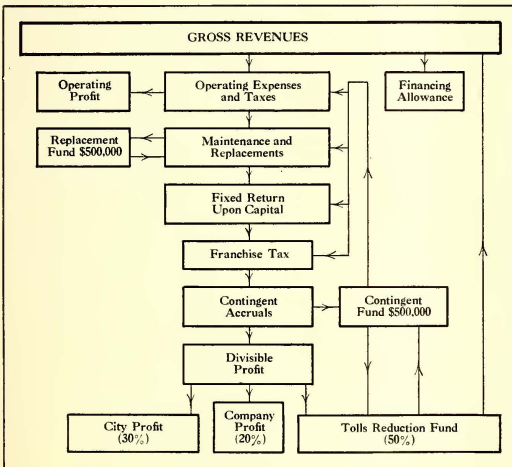 GROSS REVENUES
Operating
Profit
Operating Expenses
and Taxes
Financing
Allowance
Replacement
Fund $500,000
Maintenance and
Replacements
Fixed Return
Upon Capital
Franchise Tax
Contingent
Accruals
Contingent
Fund $500,000
Divisible
Profit
City Profit
(30%)
Company
Profit
(20%)
Tolls Reduction Fund
(50%)